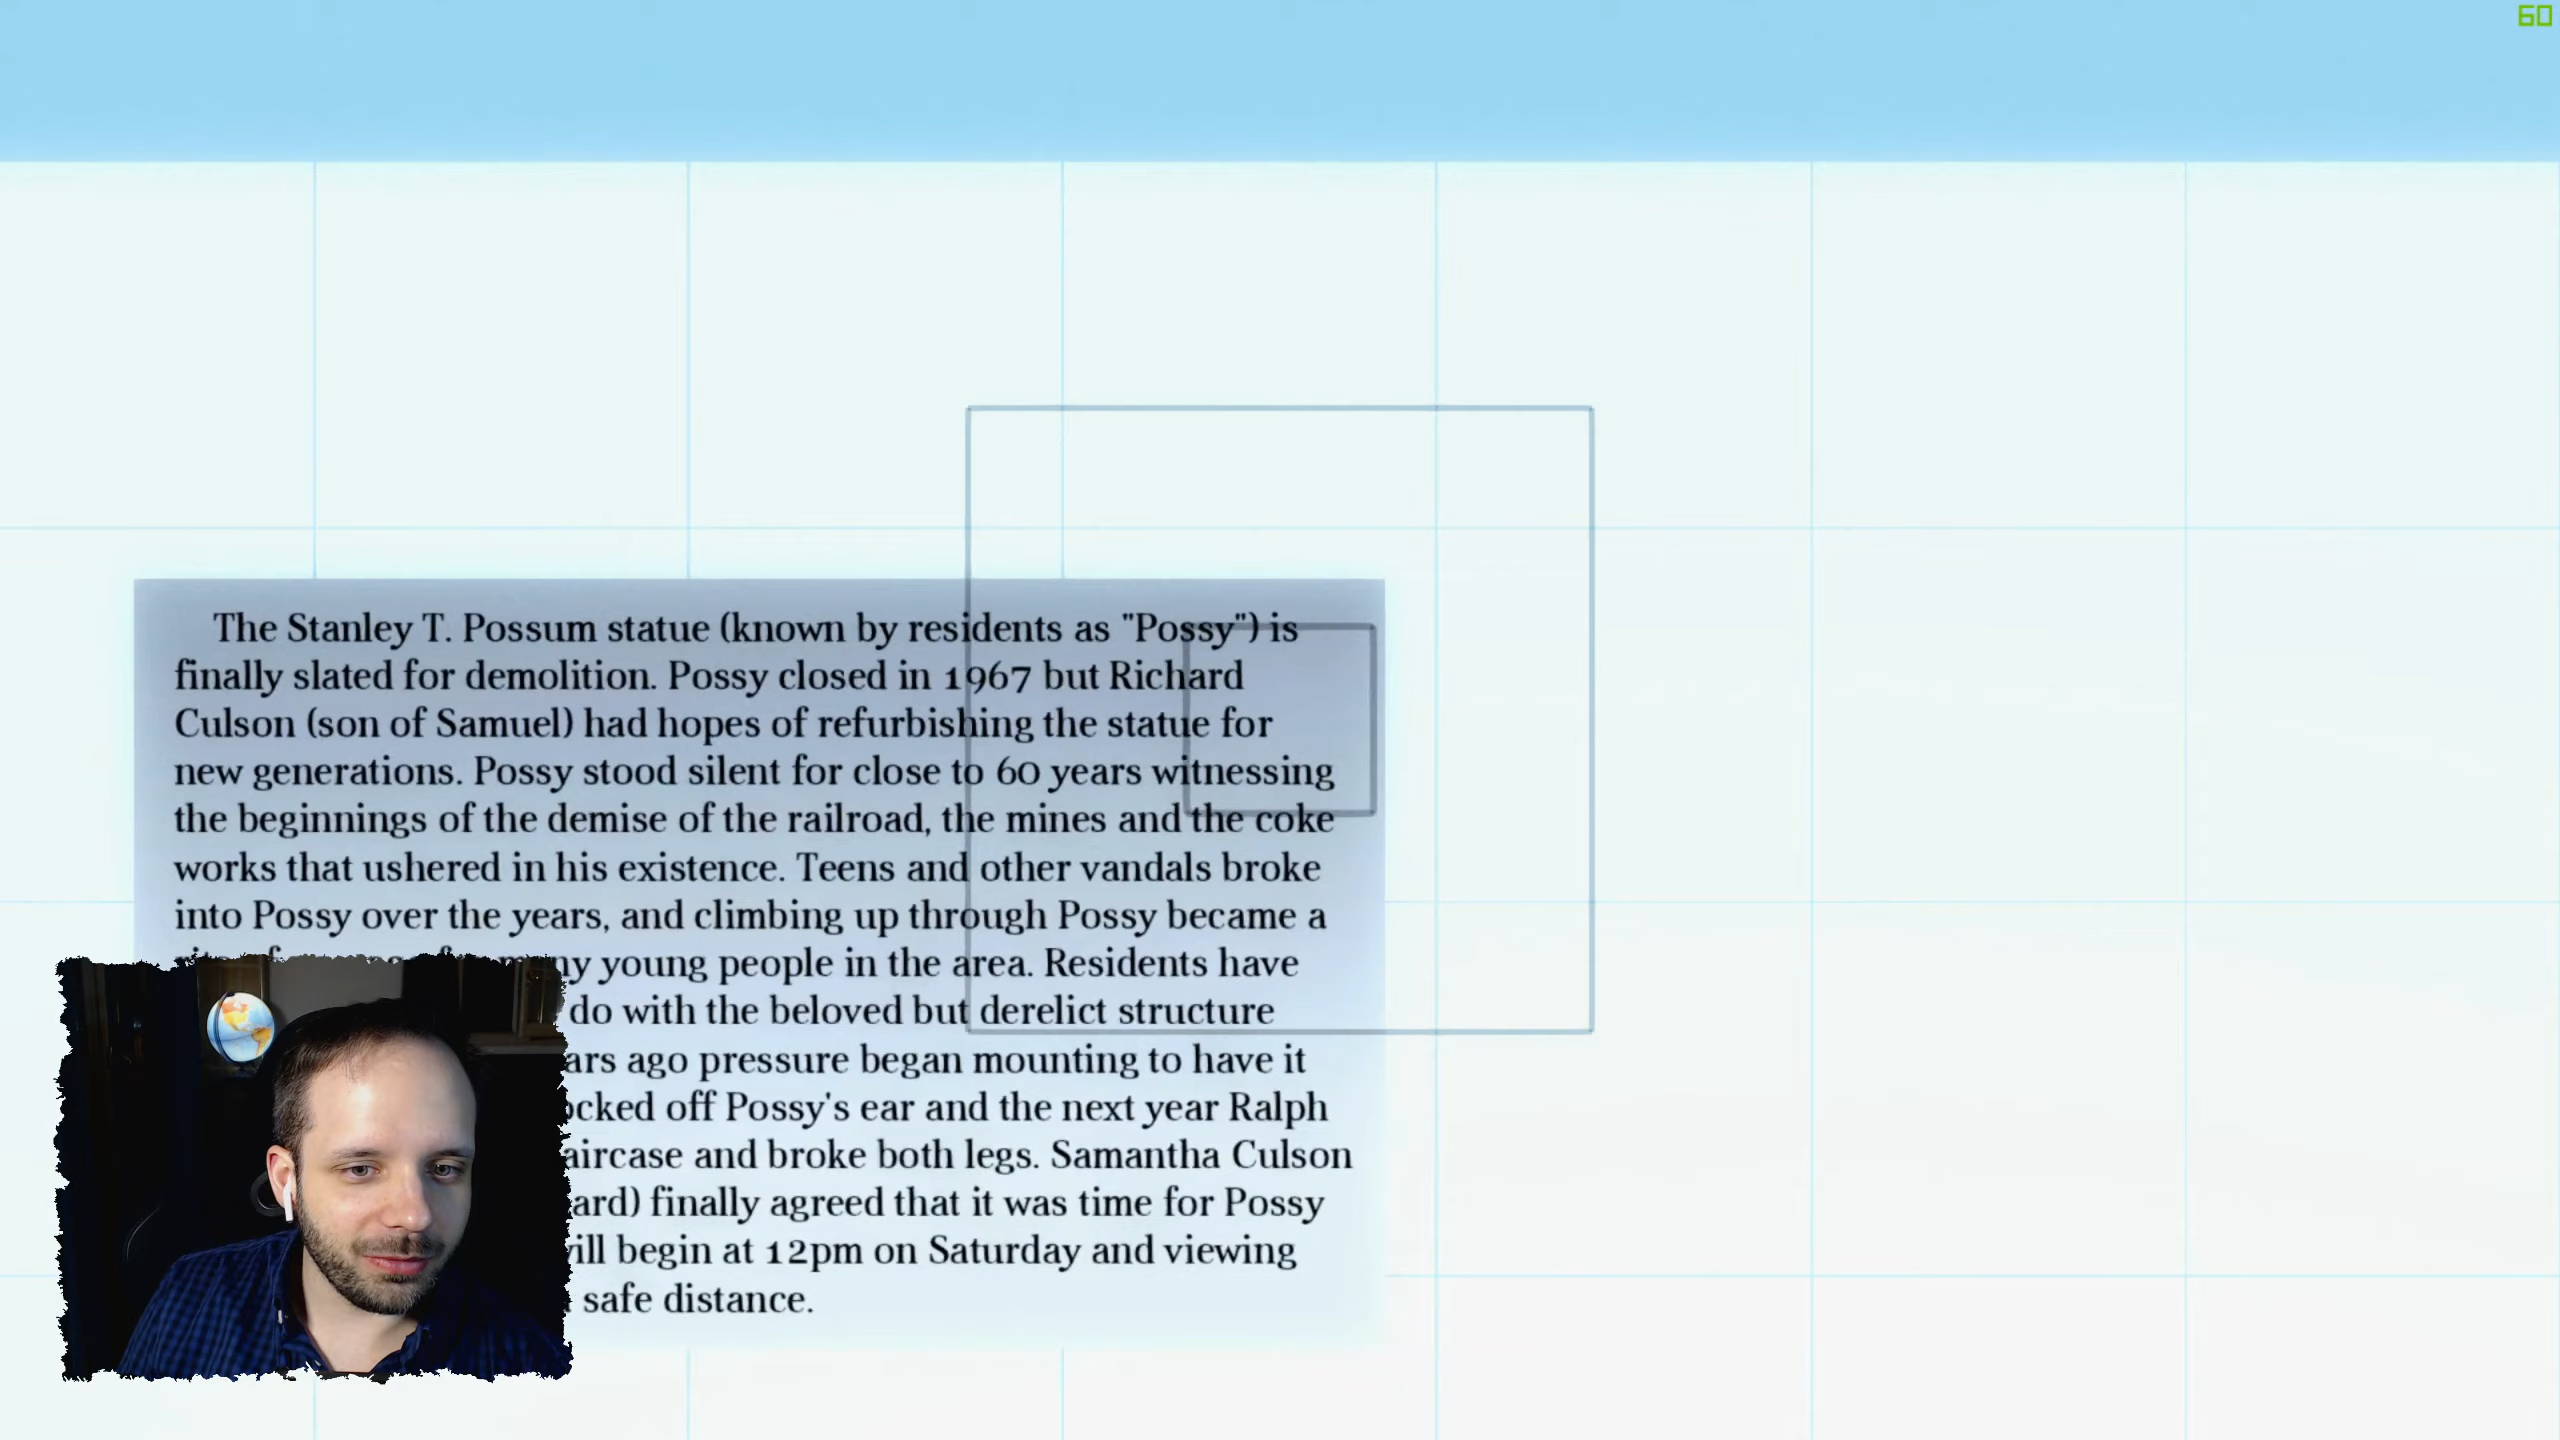 60
The Stanley T. Possum statue (known by residents as "Possy") is
finally slated for demolition. Possy closed in 1967 but Richard
Culson (son of Samuel) had hopes of refurbishing the statue for
new generations. Possy stood silent for close to 60 years witnessing
the beginnings of the demise of the railroad, the mines and the coke
works that ushered in his existence. Teens and other vandals broke
into Possy over the years, and climbing up through Possy became a
young people in the area. Residents have
do with the beloved but derelict structure
ago pressure began mounting to have it
off Possy's ear and the next year Ralph
and broke both legs. Samantha Culson
finally agreed that it was time for Possy
begin at 12pm on Saturday and viewing
safe distance.